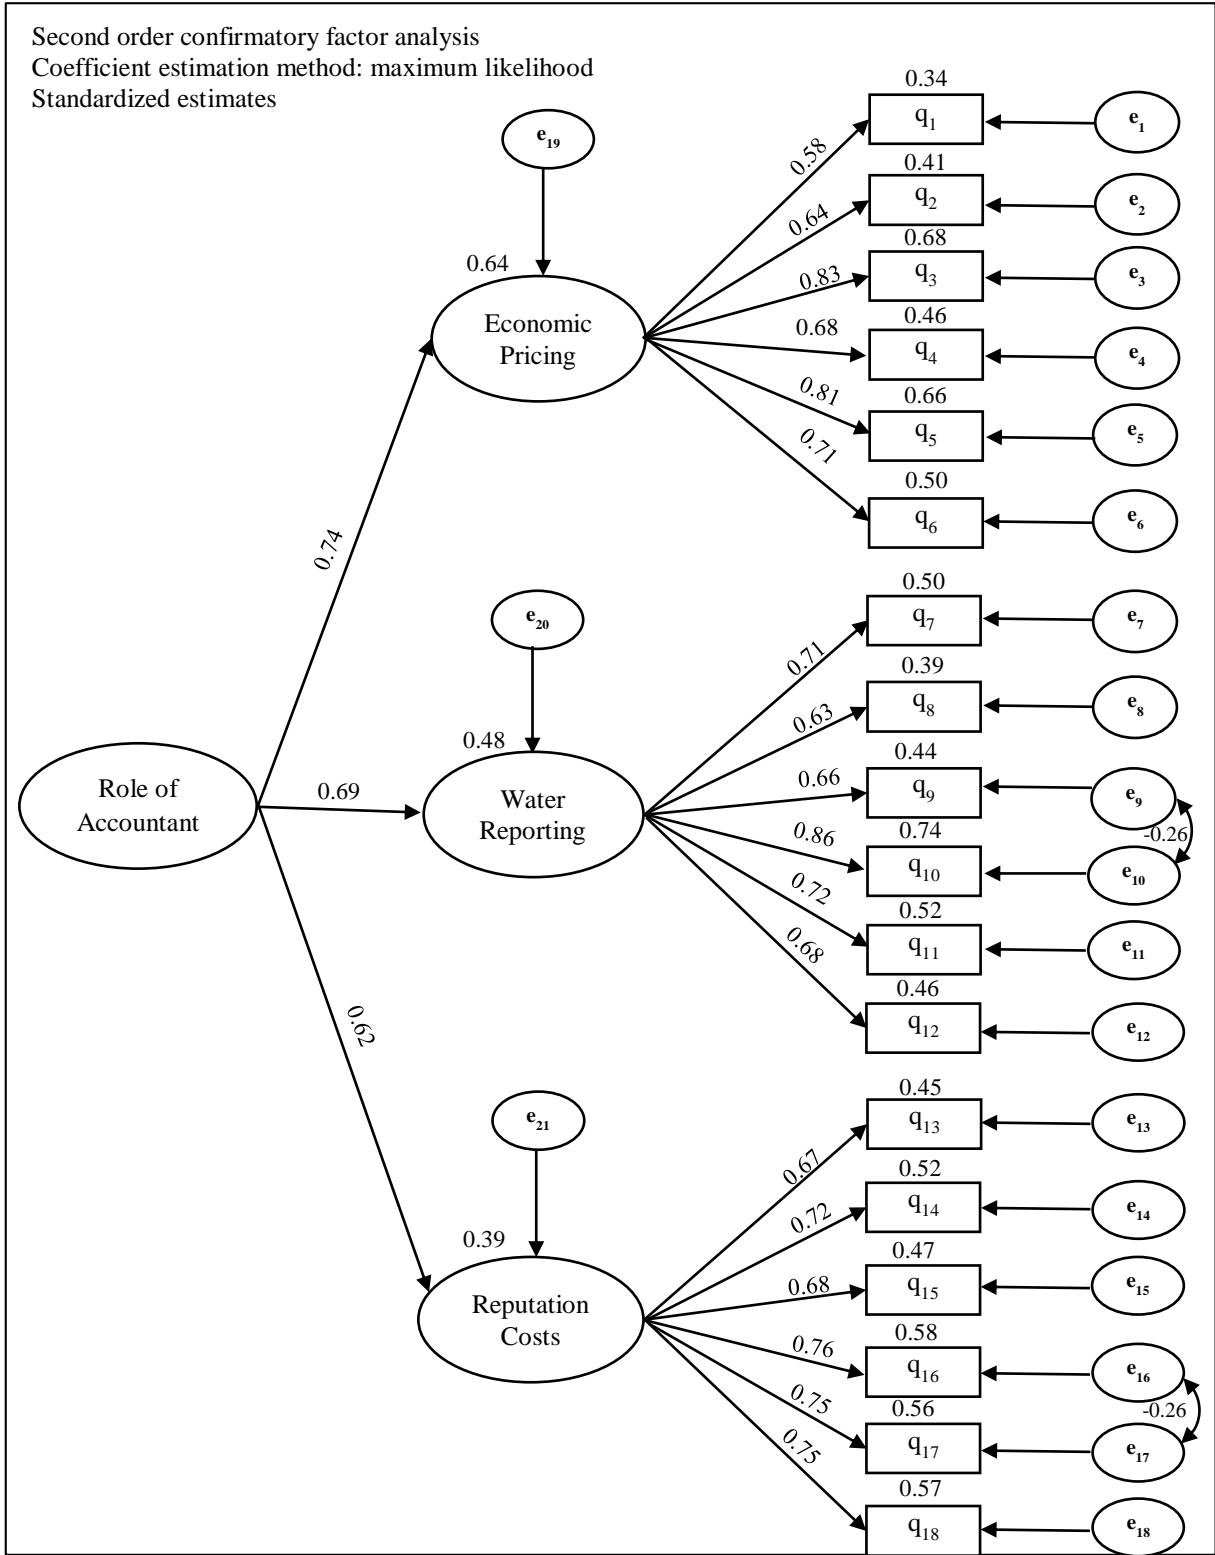 Second order confirmatory factor analysis
Coefficient estimation method: maximum likelihood
Standardized estimates
e19
0.64
Economic
Pricing
0.58
0.64
0.83
0.68
0.81
0.71
0.34
q1
e1
0.41
q2
e2
0.68
q3
e3
0.46
q4
e4
0.66
q5
e5
0.50
q6
e6
0.74
Role of
Accountant
0.69
0.62
e20
0.48
Water
Reporting
0.71
0.63
0.66
0.86
0.72
0.68
0.50
q7
e7
0.39
q8
e8
0.44
q9
e9
-0.26
0.74
q10
e10
0.52
q11
e11
0.46
q12
e12
e21
0.39
Reputation
Costs
0.67
0.72
0.68
0.76
0.75
0.75
0.45
q13
e13
0.52
q14
e14
0.47
q15
e15
0.58
q16
e16
-0.26
0.56
q17
e17
0.57
q18
e18